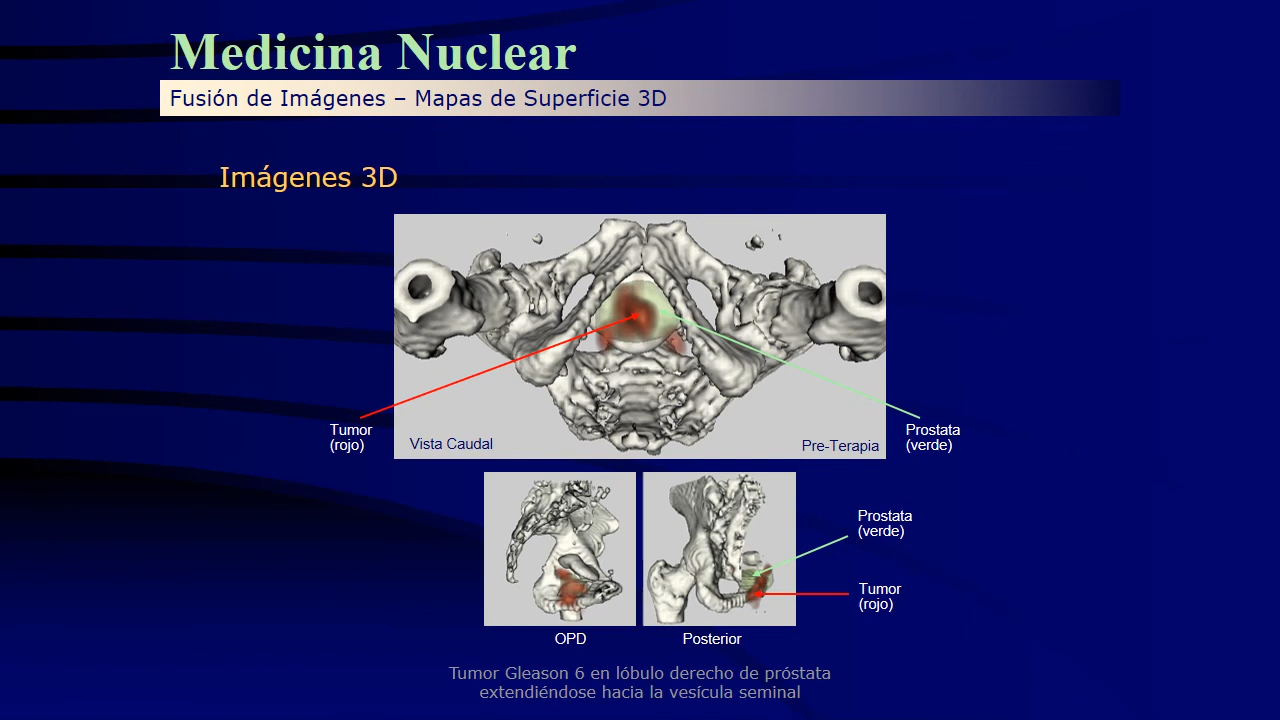 Medicina Nuclear
Fusión de Imágenes – Mapas de Superficie 3D
Imágenes 3D
Tumor
(rojo)
Vista Caudal
Pre-Terapia
Prostata
(verde)
Prostata
(verde)
Tumor
(rojo)
OPD
Posterior
Tumor Gleason 6 en lóbulo derecho de próstata
extendiéndose hacia la vesícula seminal